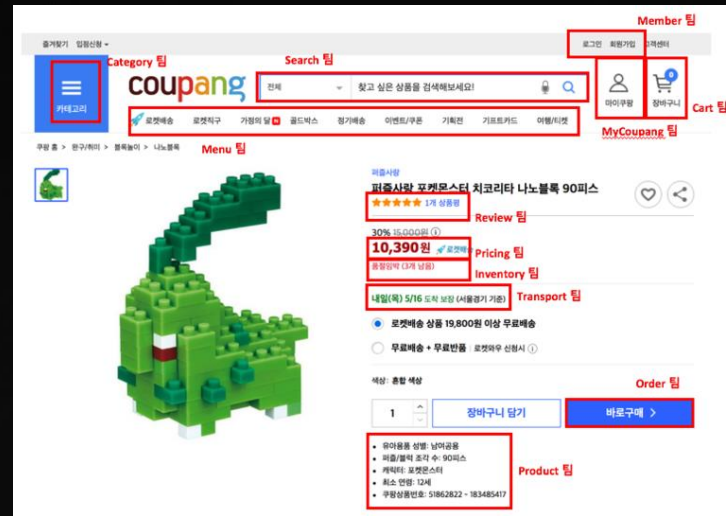 Member 팀
즐겨찾기 입점신청
로그인 회원가입 고객센터
Category 팀
Search 팀
카테고리
coupang
전체
찾고 싶은 상품을 검색해보세요!
마이쿠팡
0
장바구니
Cart 팀
MyCoupang 팀
로켓배송 로켓직구 가정의 달 골드박스 정기배송 이벤트/쿠폰 기획전 기프트카드 여행/티켓
Menu 팀
쿠팡 홈 > 완구/취미 > 블록놀이 > 나노블록
퍼즐사랑
퍼즐사랑 포켓몬스터 치코리타 나노블록 90피스
1개 상품평
Review 팀
30% 15,000원
10,390원 로켓배송
Pricing 팀
품절임박 (3개 남음)
Inventory 팀
내일(목) 5/16 도착 보장 (서울경기 기준)
Transport 팀
로켓배송 상품 19,800원 이상 무료배송
무료배송 + 무료반품 | 로켓와우 신청시
색상: 혼합 색상
Order 팀
1
장바구니 담기
바로구매 >
• 유아용품 성별: 남여공용
• 퍼즐/블럭 조각 수: 90피스
• 캐릭터: 포켓몬스터
• 최소 연령: 12세
• 쿠팡상품번호: 51862822 - 183485417
Product 팀